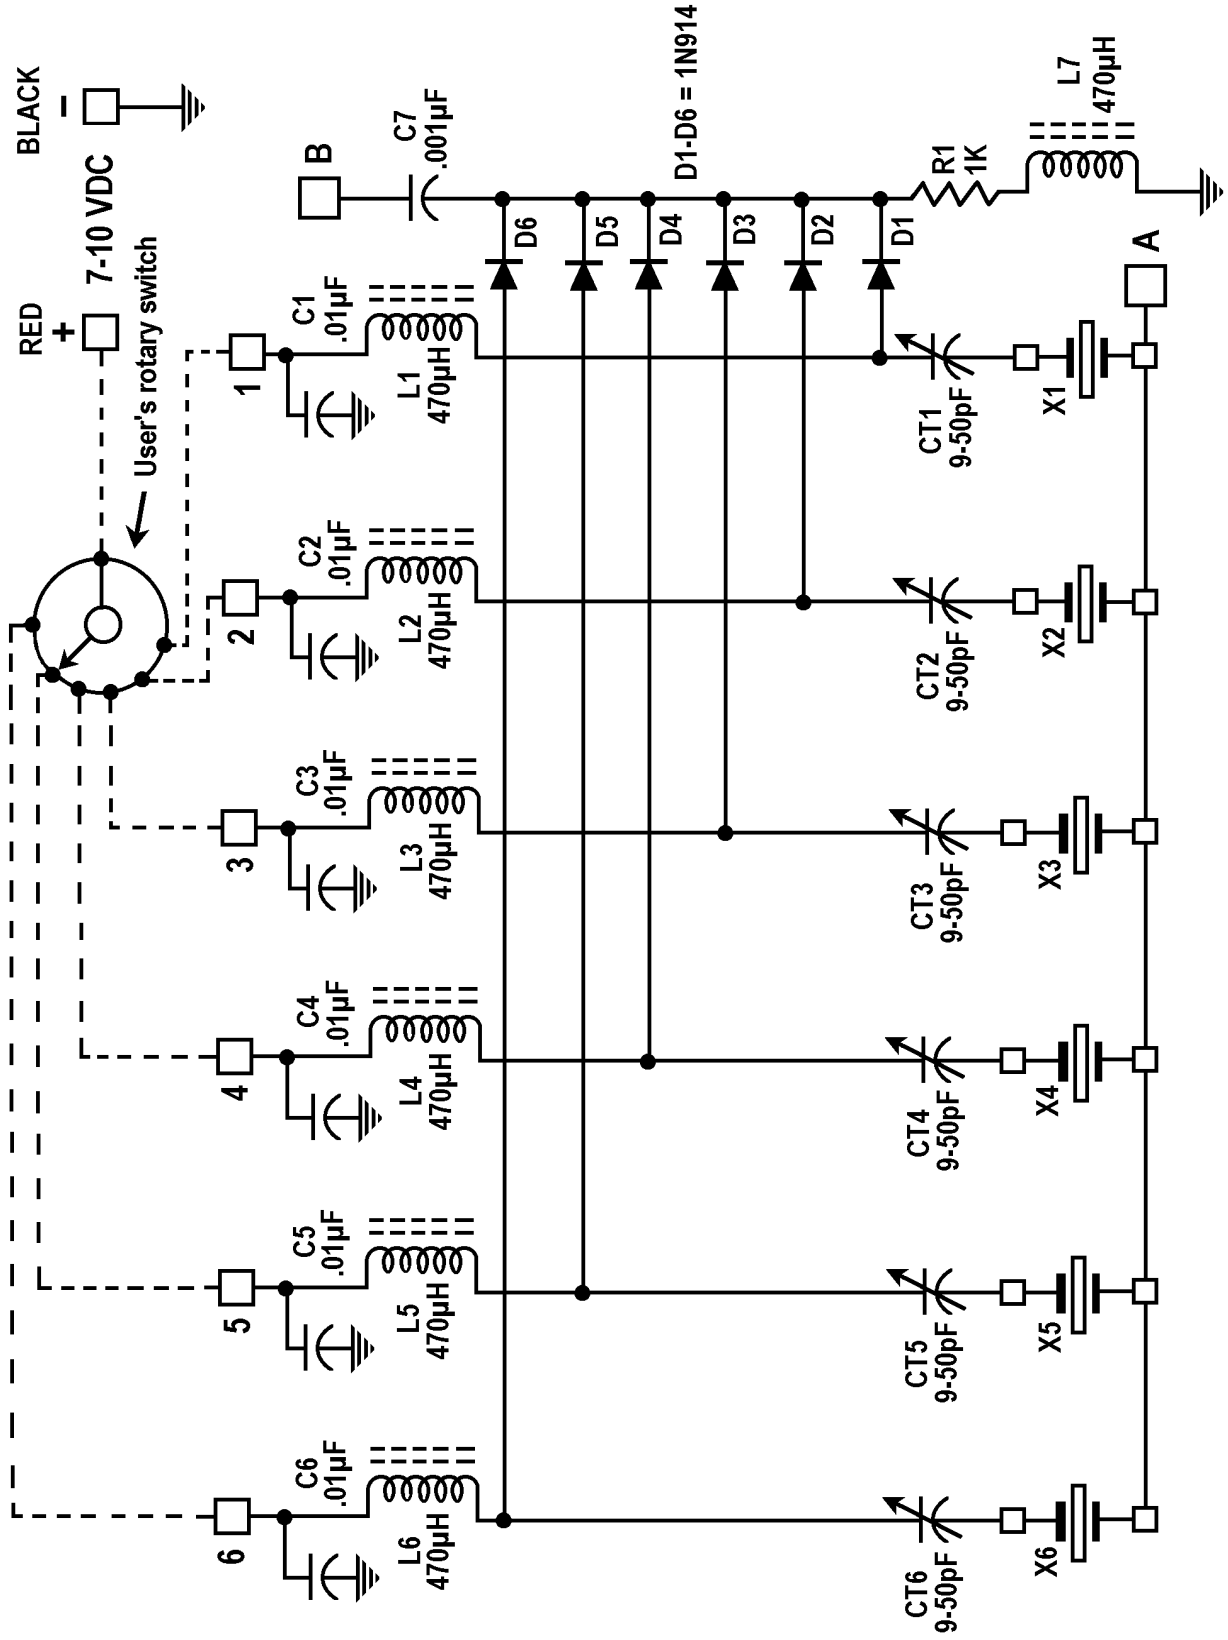 BLACK
−
7-10 VDC
+
RED
User's rotary switch
B
C7
.001µF
D1-D6 = 1N914
R1
1K
L7
470µH
A
D6
D5
D4
D3
D2
D1
1
C1
.01µF
L1
470µH
CT1
9-50pF
X1
2
C2
.01µF
L2
470µH
CT2
9-50pF
X2
3
C3
.01µF
L3
470µH
CT3
9-50pF
X3
4
C4
.01µF
L4
470µH
CT4
9-50pF
X4
5
C5
.01µF
L5
470µH
CT5
9-50pF
X5
6
C6
.01µF
L6
470µH
CT6
9-50pF
X6